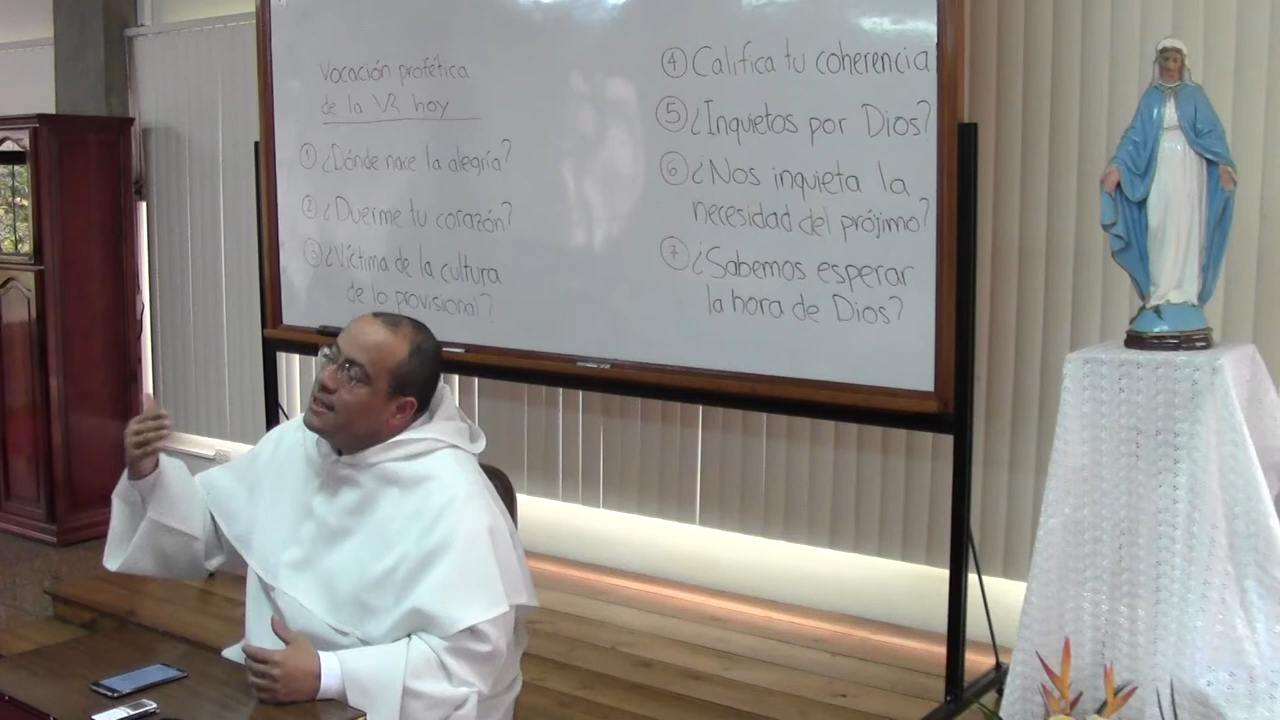 Vocación profética
de la VR hoy
① ¿Dónde nace la alegría?
② ¿Duerme tu corazón?
③ ¿Víctima de la cultura
de lo provisional?
④ Califica tu coherencia
⑤ ¿Inquietos por Dios?
⑥ ¿Nos inquieta la
necesidad del prójimo?
⑦ ¿Sabemos esperar
la hora de Dios?